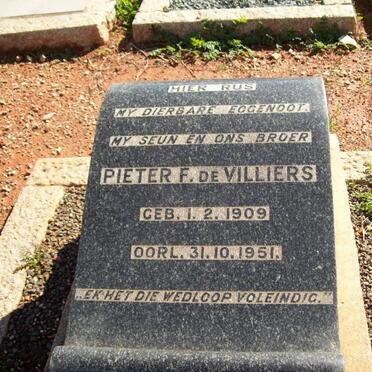 HIER RUS
MY DIERBARE EGGENOOT
MY SEUN EN ONS BROER
PIETER F. DE VILLIERS
GEB. 1. 2. 1909
OORL. 31. 10. 1951.
„EK HET DIE WEDLOOP VOLEINDIG.”